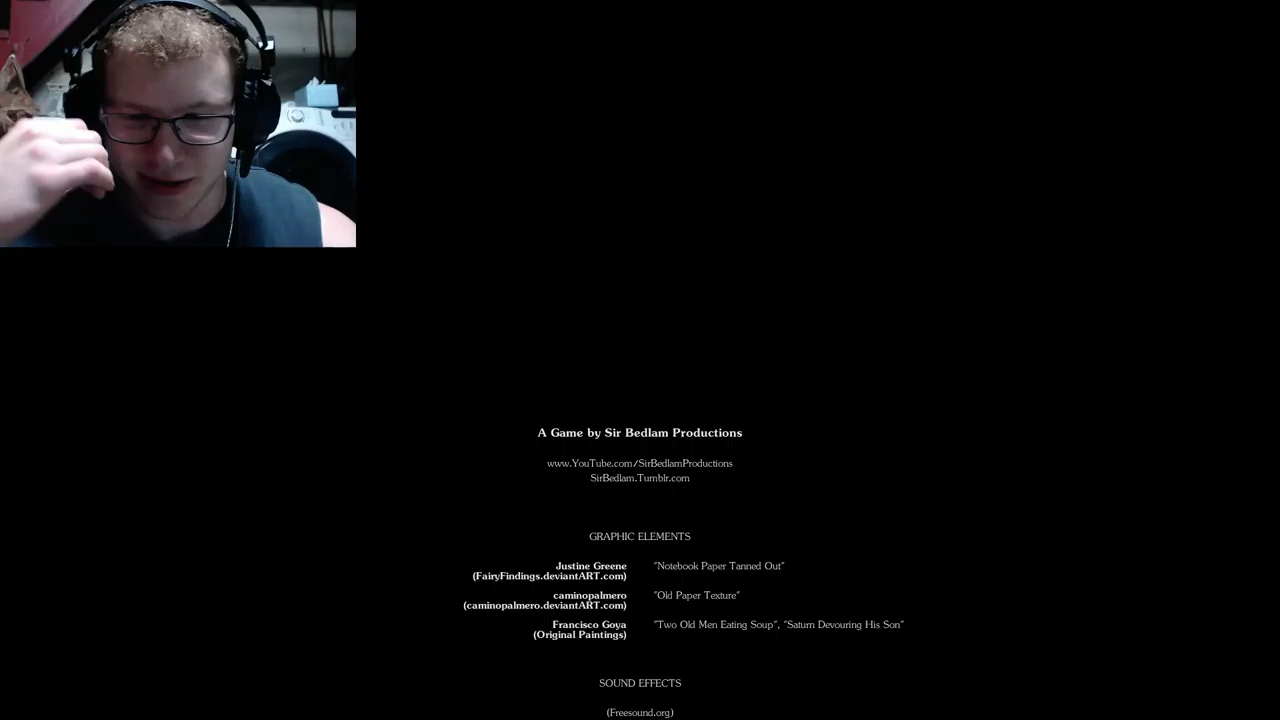 A Game by Sir Bedlam Productions
www.YouTube.com/SirBedlamProductions
SirBedlam.Tumblr.com
GRAPHIC ELEMENTS
Justine Greene "Notebook Paper Tanned Out"
(FairyFindings.deviantART.com)
caminopalmero "Old Paper Texture"
(caminopalmero.deviantART.com)
Francisco Goya "Two Old Men Eating Soup", "Saturn Devouring His Son"
(Original Paintings)
SOUND EFFECTS
(Freesound.org)